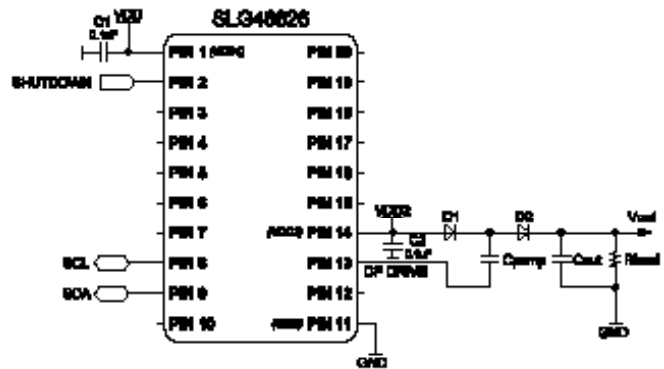 SLG46826
C1
VDD
0.1uF
PIN 1 (VDD)
PIN 20
SHUTDOWN
PIN 2
PIN 19
PIN 3
PIN 18
PIN 4
PIN 17
PIN 5
PIN 16
PIN 6
PIN 15
VDD2
D1
D2
Vout
PIN 7
PIN 14
C2
0.1uF
SCL
PIN 8
PIN 13
CP DRIVE
Cpump
Cout
Rload
SDA
PIN 9
PIN 12
PIN 10
PIN 11
GND
GND